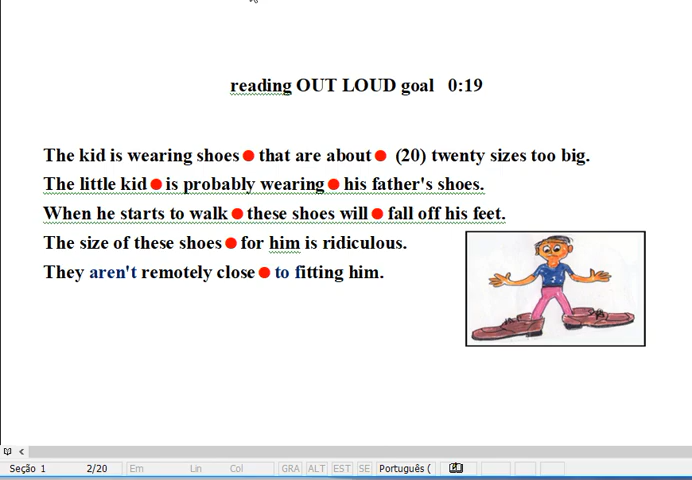 reading OUT LOUD goal 0:19
The kid is wearing shoes ● that are about ● (20) twenty sizes too big.
The little kid ● is probably wearing ● his father's shoes.
When he starts to walk ● these shoes will ● fall off his feet.
The size of these shoes ● for him is ridiculous.
They aren't remotely close ● to fitting him.
Seção 1 2/20 Em Lin Col GRA ALT EST SE Português (